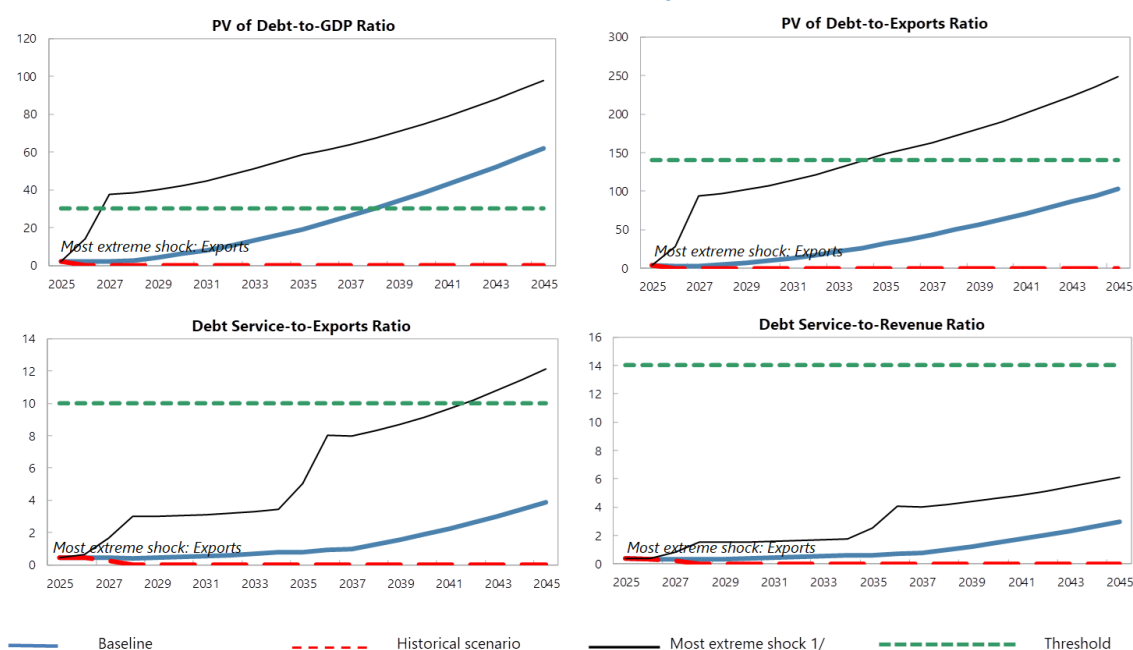 PV of Debt-to-GDP Ratio
120
100
80
60
40
20
0
Most extreme shock: Exports
2025 2027 2029 2031 2033 2035 2037 2039 2041 2043 2045
PV of Debt-to-Exports Ratio
300
250
200
150
100
50
0
Most extreme shock: Exports
2025 2027 2029 2031 2033 2035 2037 2039 2041 2043 2045
Debt Service-to-Exports Ratio
14
12
10
8
6
4
2
0
Most extreme shock: Exports
2025 2027 2029 2031 2033 2035 2037 2039 2041 2043 2045
Debt Service-to-Revenue Ratio
16
14
12
10
8
6
4
2
0
Most extreme shock: Exports
2025 2027 2029 2031 2033 2035 2037 2039 2041 2043 2045
Baseline Historical scenario Most extreme shock 1/ Threshold